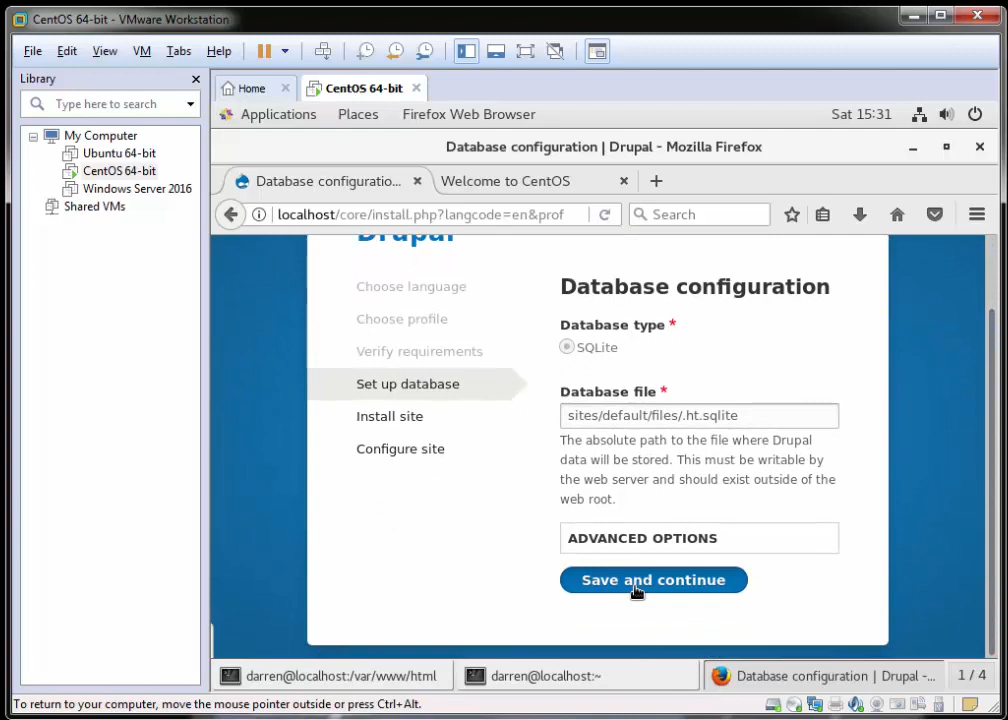 CentOS 64-bit - VMware Workstation
File Edit View VM Tabs Help
Library
Type here to search
My Computer
Ubuntu 64-bit
CentOS 64-bit
Windows Server 2016
Shared VMs
Home CentOS 64-bit
Applications Places Firefox Web Browser Sat 15:31
Database configuration | Drupal - Mozilla Firefox
Database configuratio... Welcome to CentOS
localhost/core/install.php?langcode=en&prof Search
Drupal
Choose language
Choose profile
Verify requirements
Set up database
Install site
Configure site
Database configuration
Database type *
SQLite
Database file *
sites/default/files/.ht.sqlite
The absolute path to the file where Drupal
data will be stored. This must be writable by
the web server and should exist outside of the
web root.
ADVANCED OPTIONS
Save and continue
darren@localhost:/var/www/html darren@localhost:~ Database configuration | Drupal -... 1 / 4
To return to your computer, move the mouse pointer outside or press Ctrl+Alt.